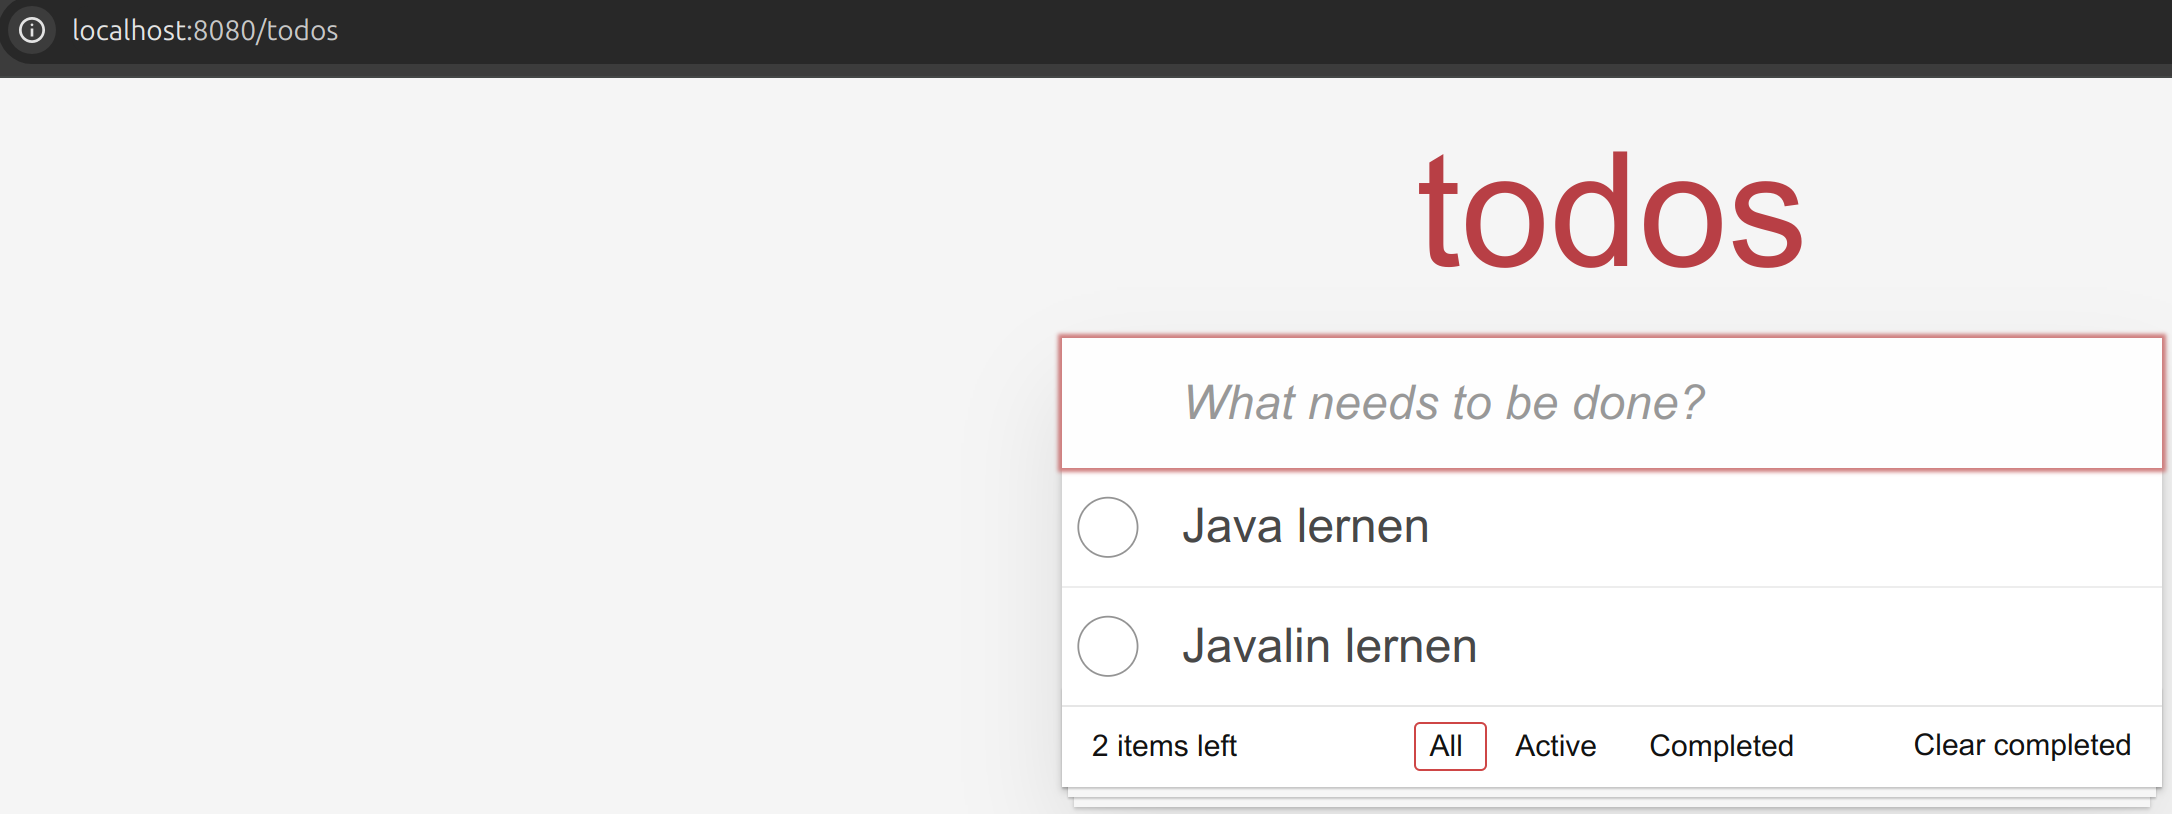 localhost:8080/todos
todos
What needs to be done?
Java lernen
Javalin lernen
2 items left All Active Completed Clear completed